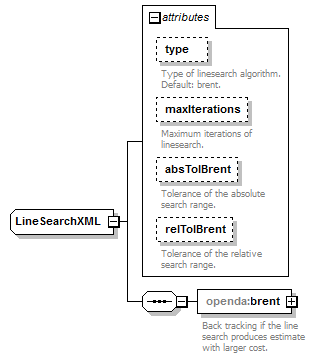 attributes
type
Type of linesearch algorithm.
Default: brent.
maxIterations
Maximum iterations of
linesearch.
absTolBrent
Tolerance of the absolute
search range.
relTolBrent
Tolerance of the relative
search range.
LineSearchXML
openda:brent
Back tracking if the line
search produces estimate
with larger cost.